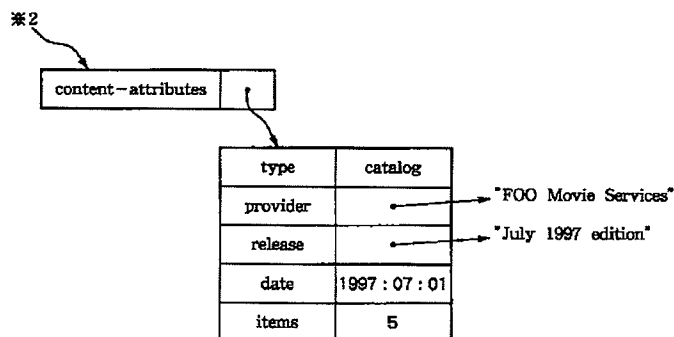 ※2
content-attributes
type catalog
provider "FOO Movie Services"
release "July 1997 edition"
date 1997:07:01
items 5